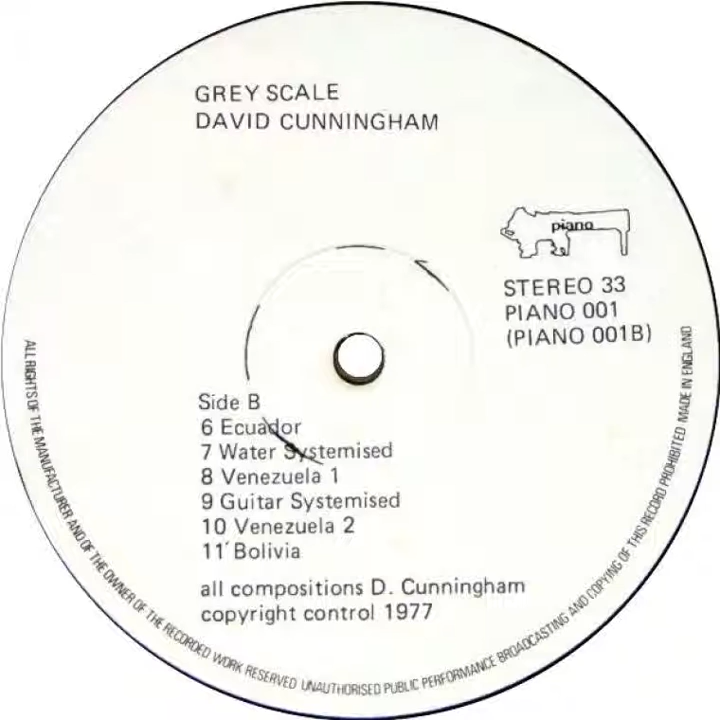 GREY SCALE
DAVID CUNNINGHAM
piano
STEREO 33
PIANO 001
(PIANO 001B)
Side B
6 Ecuador
7 Water Systemised
8 Venezuela 1
9 Guitar Systemised
10 Venezuela 2
11 Bolivia
all compositions D. Cunningham
copyright control 1977
ALL RIGHTS OF THE MANUFACTURER AND OF THE OWNER OF THE RECORDED WORK RESERVED UNAUTHORISED PUBLIC PERFORMANCE BROADCASTING AND COPYING OF THIS RECORD PROHIBITED MADE IN ENGLAND